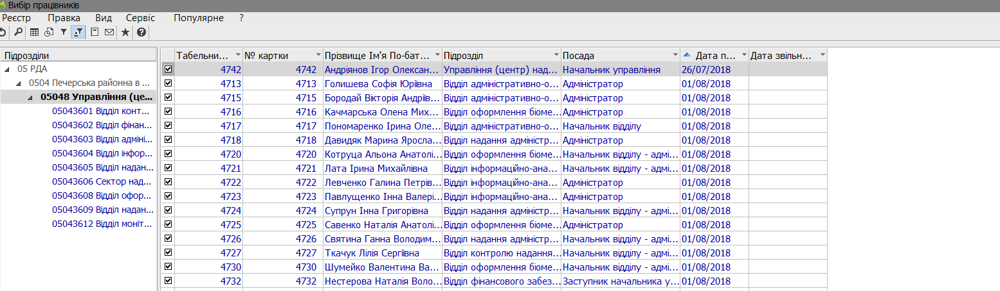 Вибір працівників
Реєстр Правка Вид Сервіс Популярне ?
Підрозділи
05 РДА
0504 Печерська районна в ...
05048 Управління (це...
05043601 Відділ конт...
05043602 Відділ фінан...
05043603 Відділ адміні...
05043604 Відділ інфор...
05043605 Відділ надан...
05043606 Сектор над...
05043608 Відділ офор...
05043609 Відділ надан...
05043612 Відділ моніт...
Табельни... № картки Прізвище Ім'я По-бат... Підрозділ Посада Дата п... Дата звільн...
4742 4742 Андріянов Ігор Олексан... Управління (центр) над... Начальник управління 26/07/2018
4713 4713 Голишева Софія Юріївна Відділ адміністративно-о... Адміністратор 01/08/2018
4715 4715 Бородай Вікторія Андріїв... Відділ адміністративно-о... Адміністратор 01/08/2018
4716 4716 Качмарська Олена Мих... Відділ оформлення біоме... Адміністратор 01/08/2018
4717 4717 Пономаренко Ірина Оле... Відділ адміністративно-о... Начальник відділу 01/08/2018
4718 4718 Давидяк Марина Яросла... Відділ надання адміністр... Адміністратор 01/08/2018
4720 4720 Котруца Альона Анатолі... Відділ оформлення біоме... Начальник відділу - адмі... 01/08/2018
4721 4721 Лата Ірина Михайлівна Відділ інформаційно-ана... Начальник відділу - адмі... 01/08/2018
4722 4722 Левченко Галина Петрів... Відділ інформаційно-ана... Адміністратор 01/08/2018
4723 4723 Павлущенко Інна Валері... Відділ інформаційно-ана... Адміністратор 01/08/2018
4724 4724 Супрун Інна Григорівна Відділ надання адміністр... Начальник відділу - адмі... 01/08/2018
4725 4725 Савенко Наталія Анатолі... Відділ оформлення біоме... Адміністратор 01/08/2018
4726 4726 Святина Ганна Володим... Відділ надання адміністр... Начальник відділу - адмі... 01/08/2018
4727 4727 Ткачук Лілія Сергіївна Відділ контролю надання... Начальник відділу - адмі... 01/08/2018
4730 4730 Шумейко Валентина Ва... Відділ оформлення біоме... Начальник відділу - адмі... 01/08/2018
4732 4732 Нестерова Наталія Воло... Відділ фінансового забез... Заступник начальника у... 01/08/2018